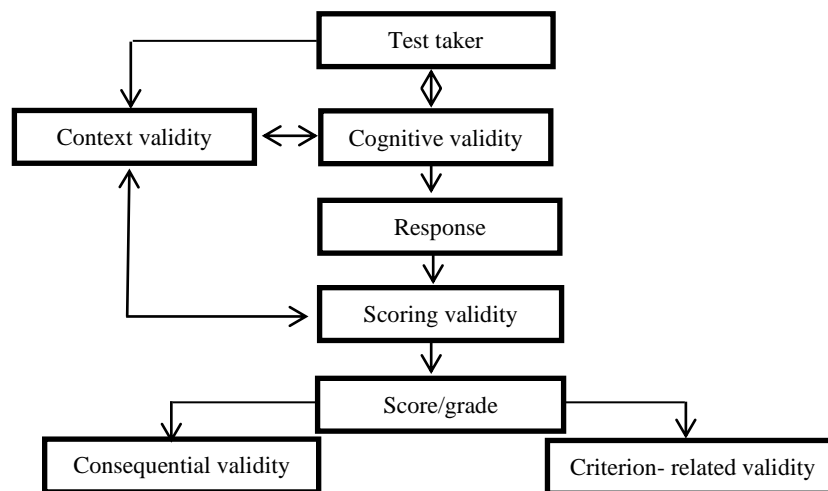 Test taker
Context validity
Cognitive validity
Response
Scoring validity
Score/grade
Consequential validity
Criterion- related validity